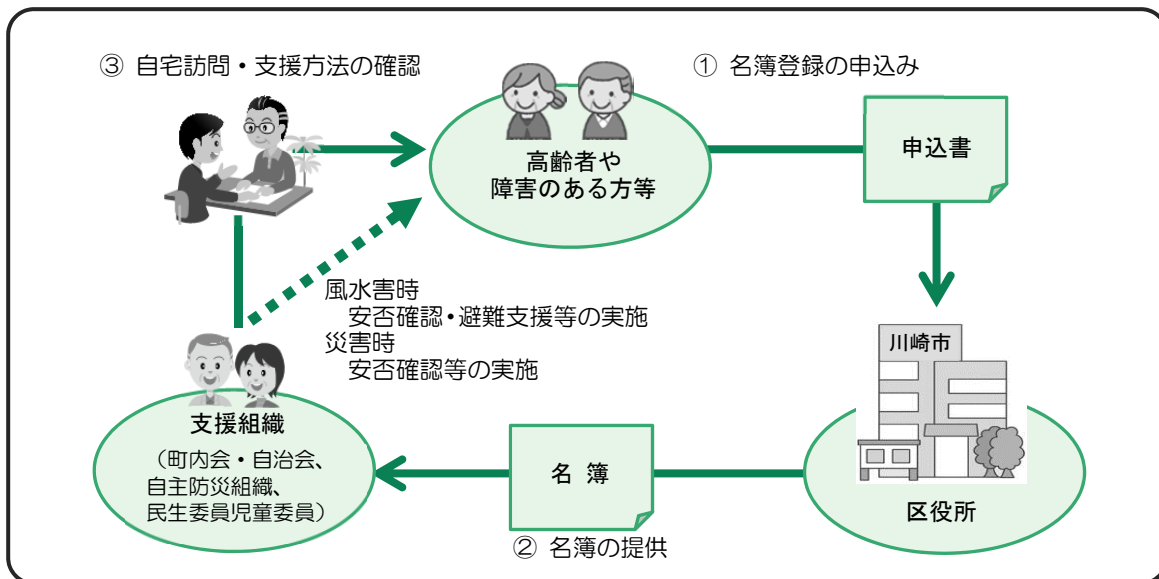 ③ 自宅訪問・支援方法の確認
① 名簿登録の申込み
高齢者や
障害のある方等
申込書
風水害時
安否確認・避難支援等の実施
災害時
安否確認等の実施
川崎市
支援組織
（町内会・自治会、
自主防災組織、
民生委員児童委員）
名 簿
区役所
② 名簿の提供